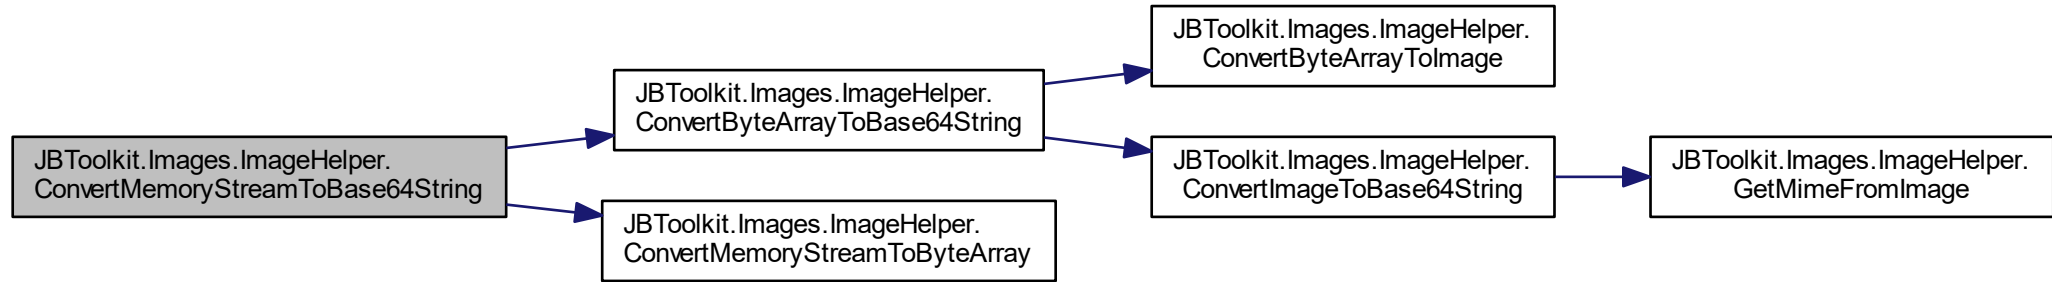 JBToolkit.Images.ImageHelper.
ConvertMemoryStreamToBase64String
JBToolkit.Images.ImageHelper.
ConvertByteArrayToBase64String
JBToolkit.Images.ImageHelper.
ConvertMemoryStreamToByteArray
JBToolkit.Images.ImageHelper.
ConvertByteArrayToImage
JBToolkit.Images.ImageHelper.
ConvertImageToBase64String
JBToolkit.Images.ImageHelper.
GetMimeFromImage